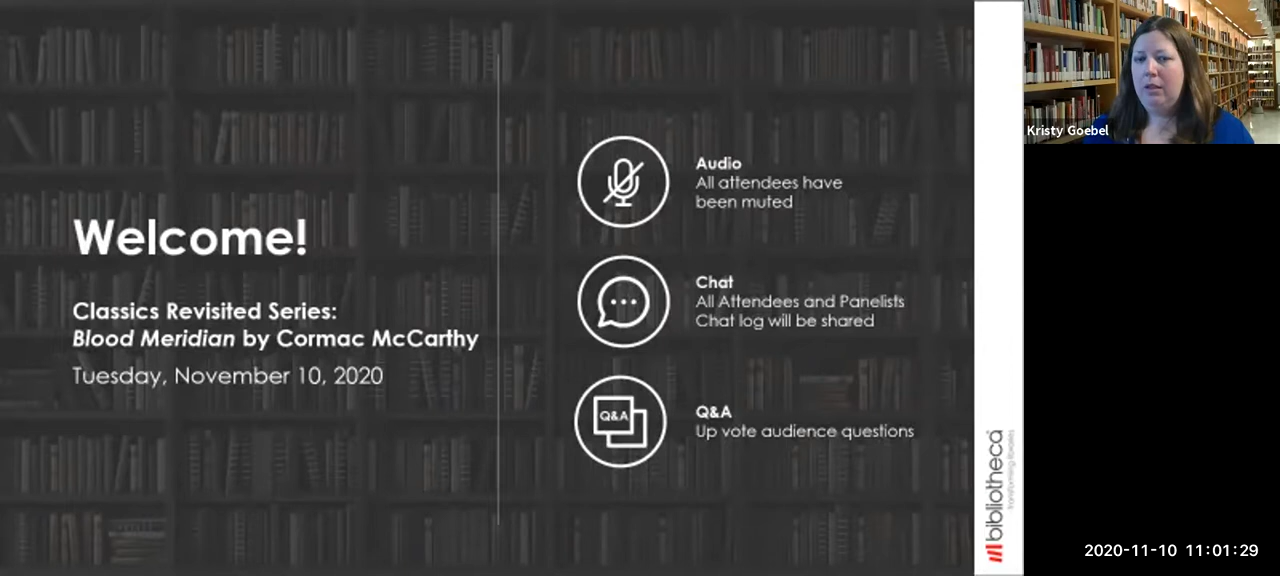 Welcome!
Classics Revisited Series:
Blood Meridian by Cormac McCarthy
Tuesday, November 10, 2020
Audio
All attendees have
been muted
Chat
All Attendees and Panelists
Chat log will be shared
Q&A
Q&A
Up vote audience questions
bibliotheca
transforming libraries
Kristy Goebel
2020-11-10 11:01:29